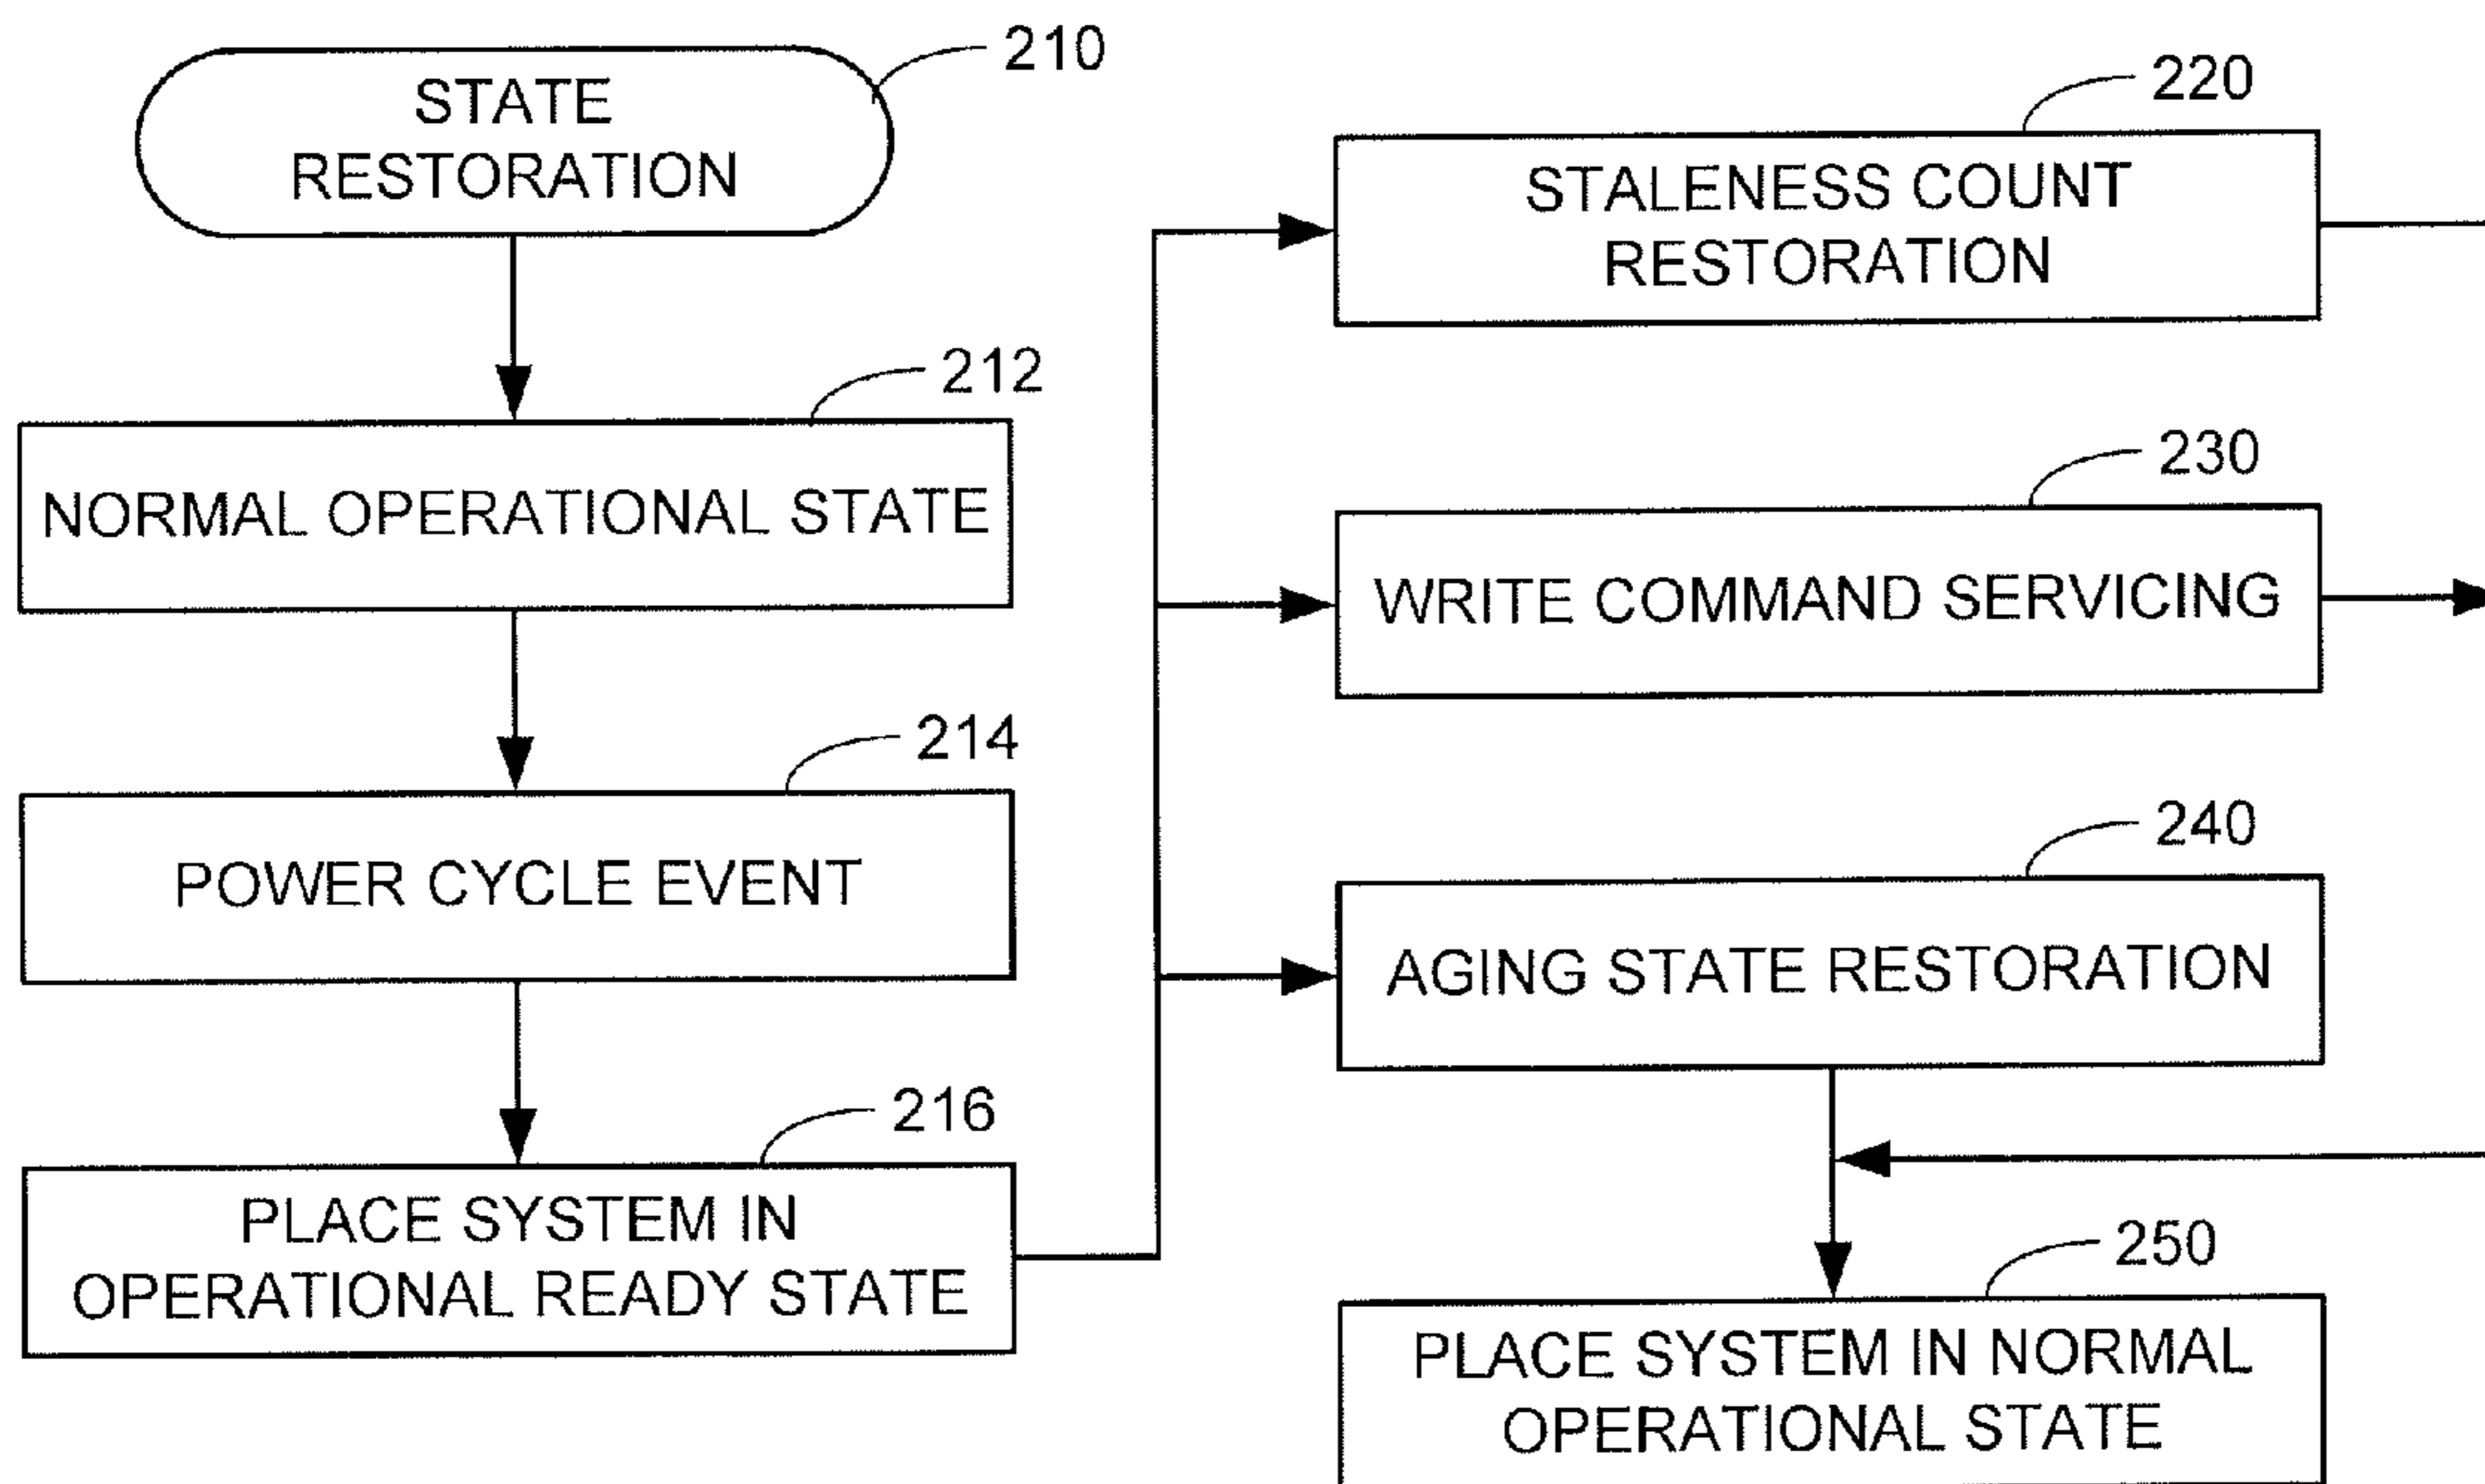 STATE
RESTORATION
210
NORMAL OPERATIONAL STATE
212
POWER CYCLE EVENT
214
PLACE SYSTEM IN
OPERATIONAL READY STATE
216
STALENESS COUNT
RESTORATION
220
WRITE COMMAND SERVICING
230
AGING STATE RESTORATION
240
PLACE SYSTEM IN NORMAL
OPERATIONAL STATE
250